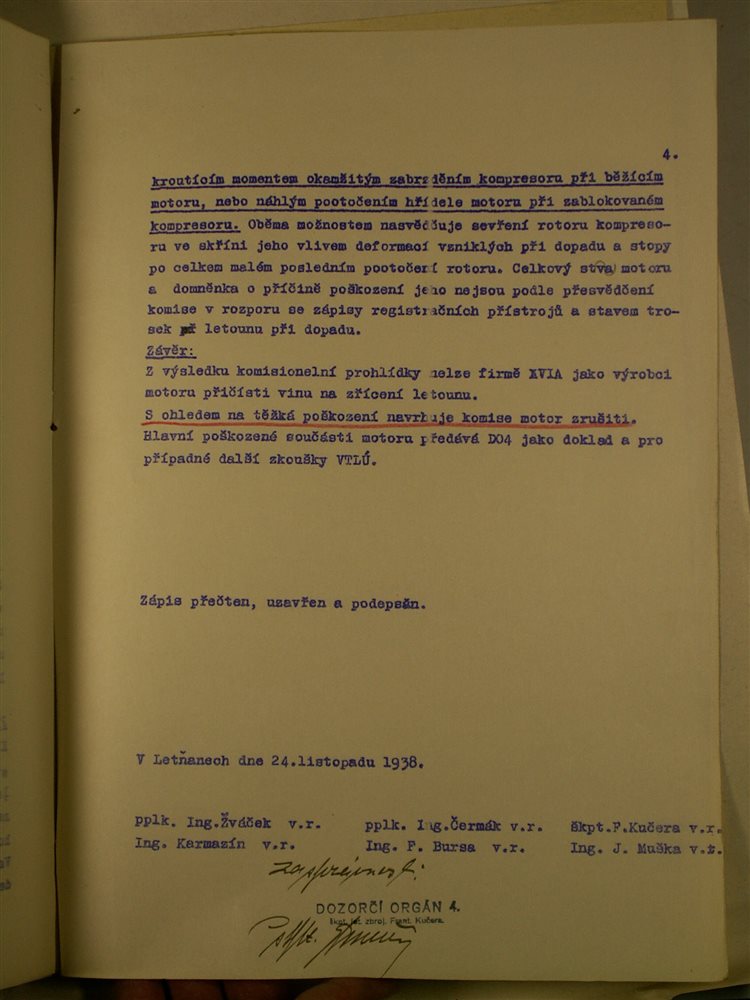 4.
kroutícím momentem okamžitým zabrzděním kompresoru při běžícím
motoru, nebo náhlým pootočením hřídele motoru při zablokovaném
kompresoru. Oběma možnostem nasvědčuje sevření rotoru kompreso-
ru ve skříni jeho vlivem deformací vzniklých při dopadu a stopy
po celkem malém posledním pootočení rotoru. Celkový stva motoru
a domněnka o příčině poškození jeho nejsou podle přesvědčení
komise v rozporu se zápisy registračních přístrojů a stavem tro-
sek letounu při dopadu.
Závěr:
Z výsledku komisionelní prohlídky nelze firmě AVIA jako výrobci
motoru přičísti vinu na zřícení letounu.
S ohledem na těžká poškození navrhuje komise motor zrušiti.
Hlavní poškozené součásti motoru předává DO4 jako doklad a pro
případné další zkoušky VTLÚ.
Zápis přečten, uzavřen a podepsán.
V Letňanech dne 24.listopadu 1938.
pplk. Ing.Žváček v.r. pplk. Ing.Čermák v.r. škpt.F.Kučera v.r.
Ing. Karmazín v.r. Ing. F. Bursa v.r. Ing. J. Muška v.r.
DOZORČÍ ORGÁN 4.
škpt. zbroj. Frant. Kučera.